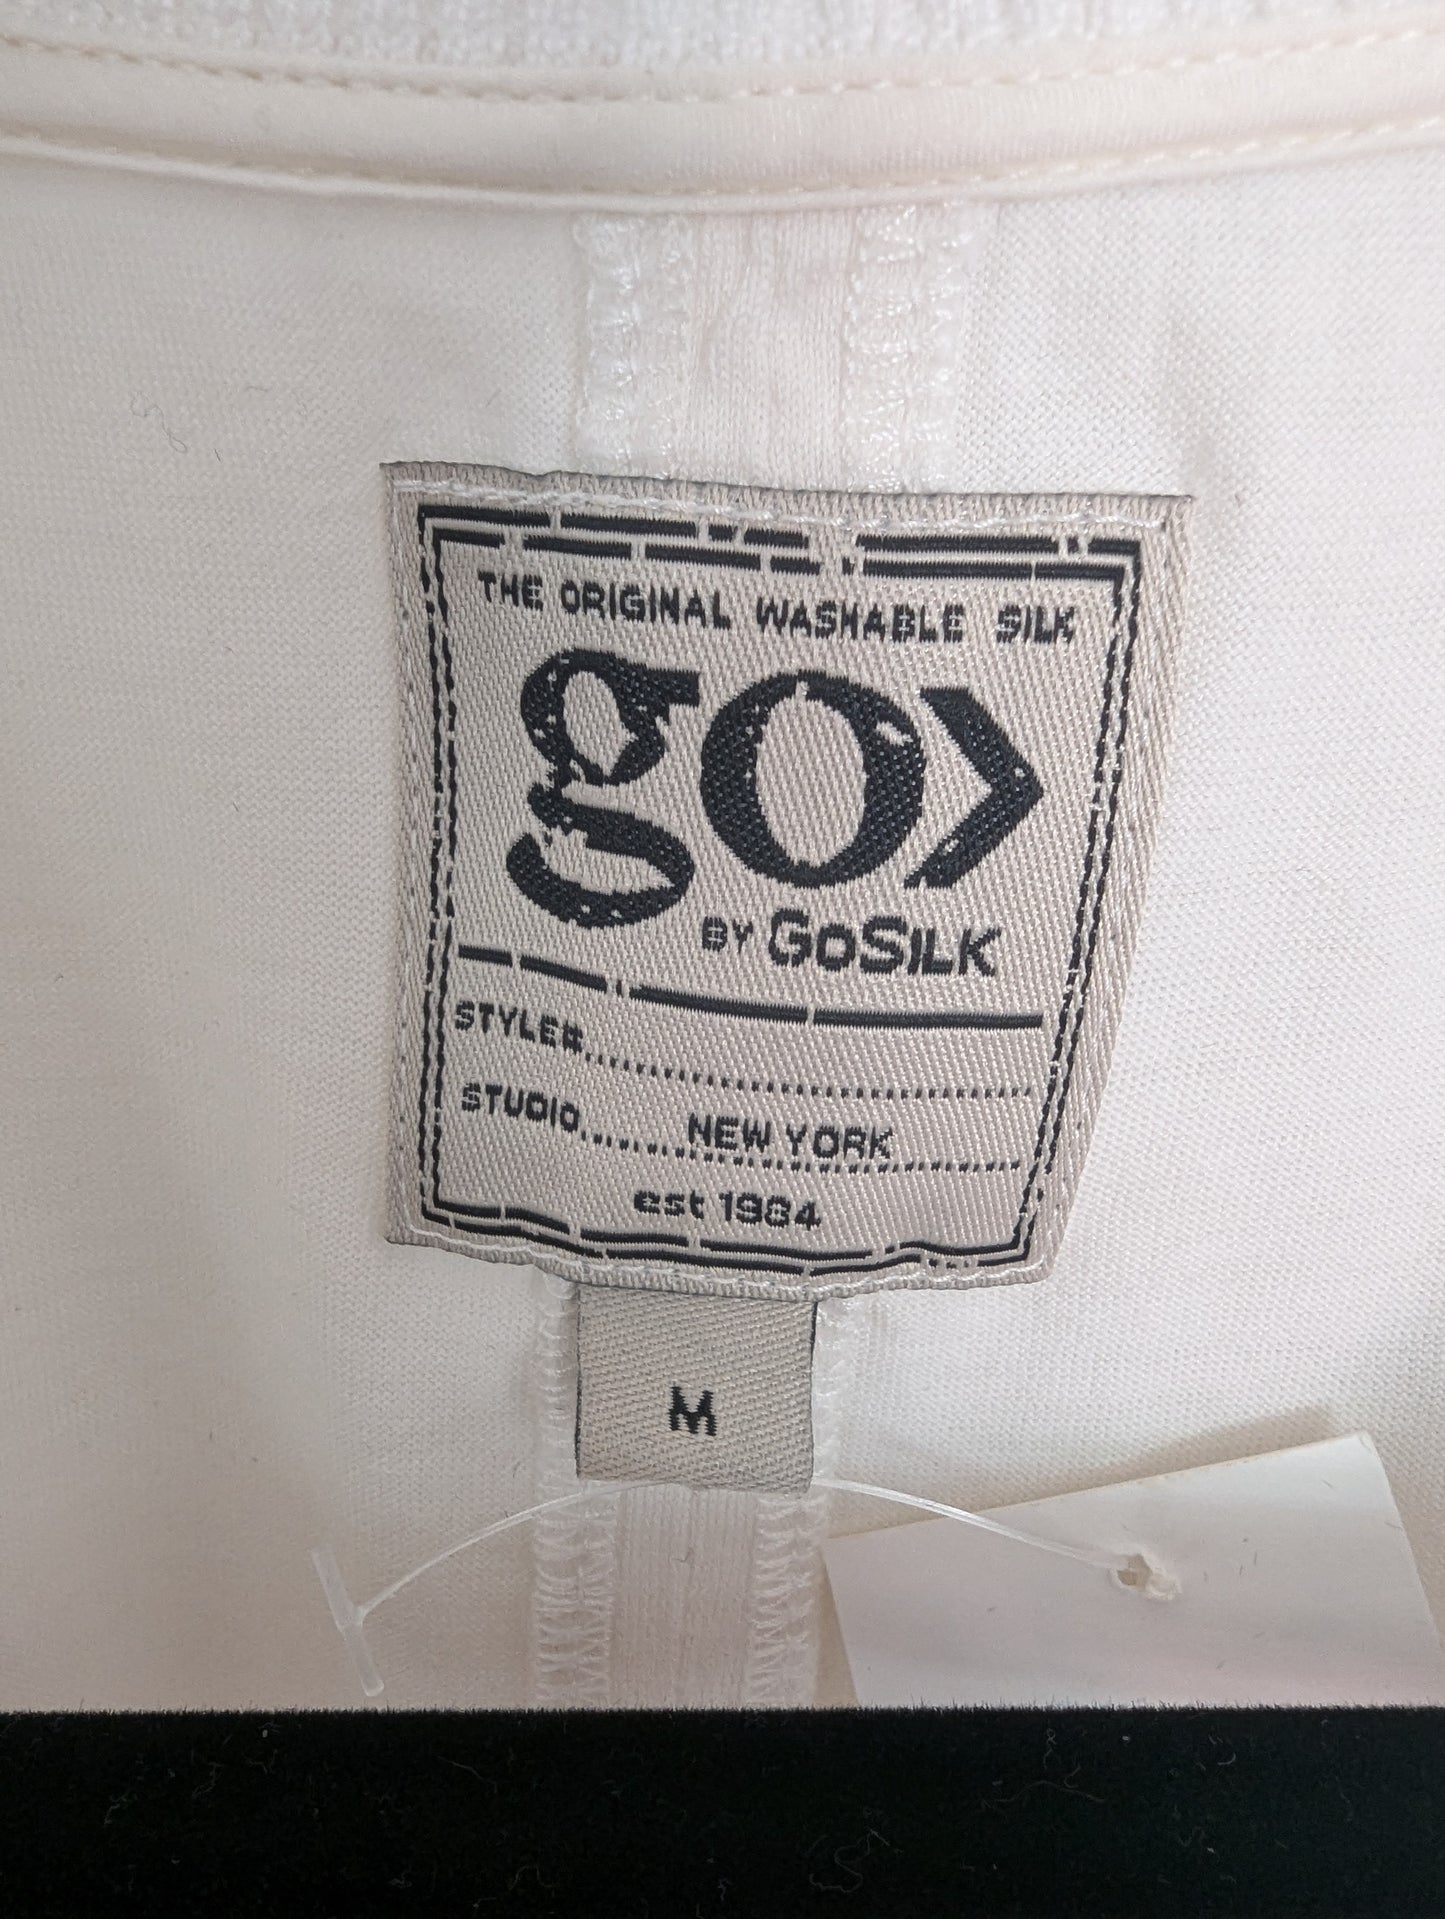 THE ORIGINAL WASHABLE SILK
go>
BY GOSILK
STYLE#..............................
STUDIO......NEW YORK..............
est 1984
M